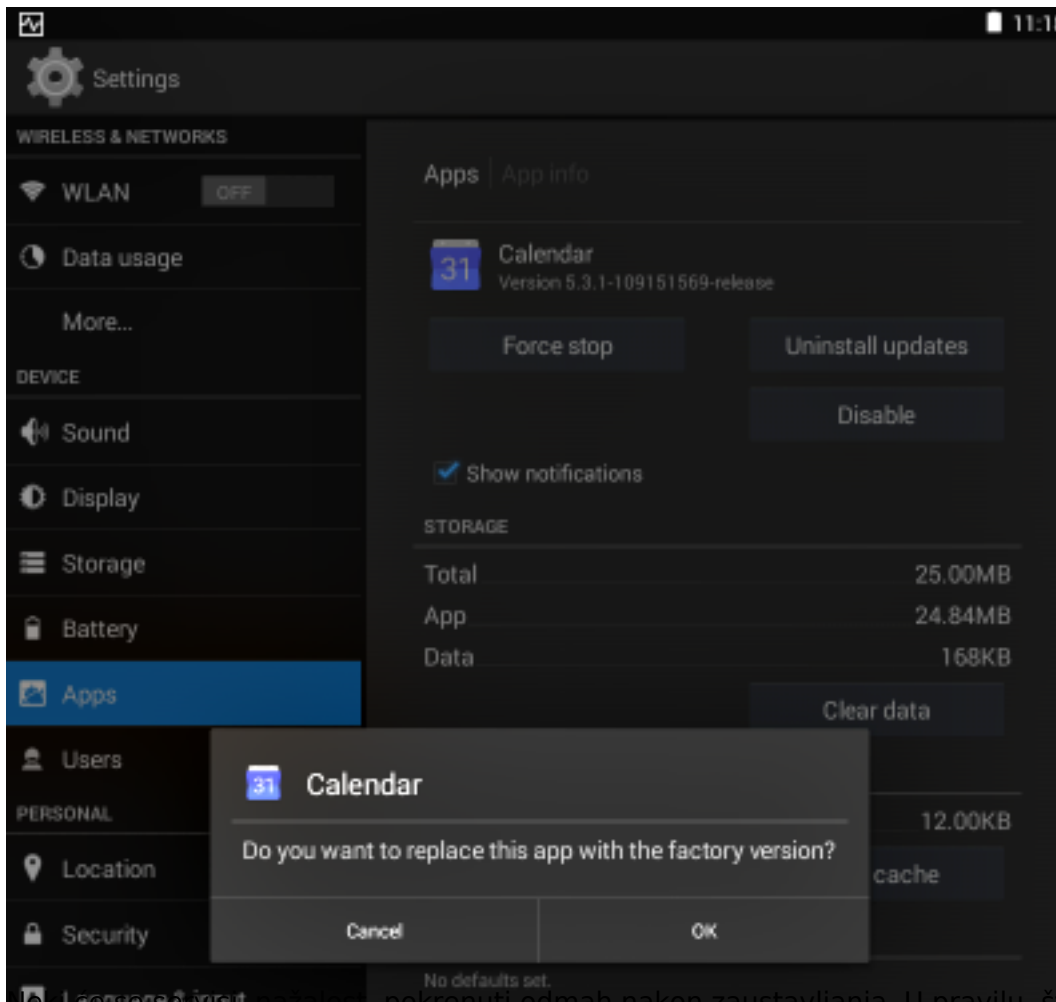 11:1
Settings
WIRELESS & NETWORKS
WLAN OFF
Data usage
More...
DEVICE
Sound
Display
Storage
Battery
Apps
Users
PERSONAL
Location
Security
Apps App info
31 Calendar
Version 5.3.1-109151569-release
Force stop Uninstall updates
Disable
Show notifications
STORAGE
Total 25.00MB
App 24.84MB
Data 168KB
Clear data
12.00KB
cache
31 Calendar
Do you want to replace this app with the factory version?
Cancel OK
No defaults set.
pokrenuti odmah nakon zaustavljanja. U